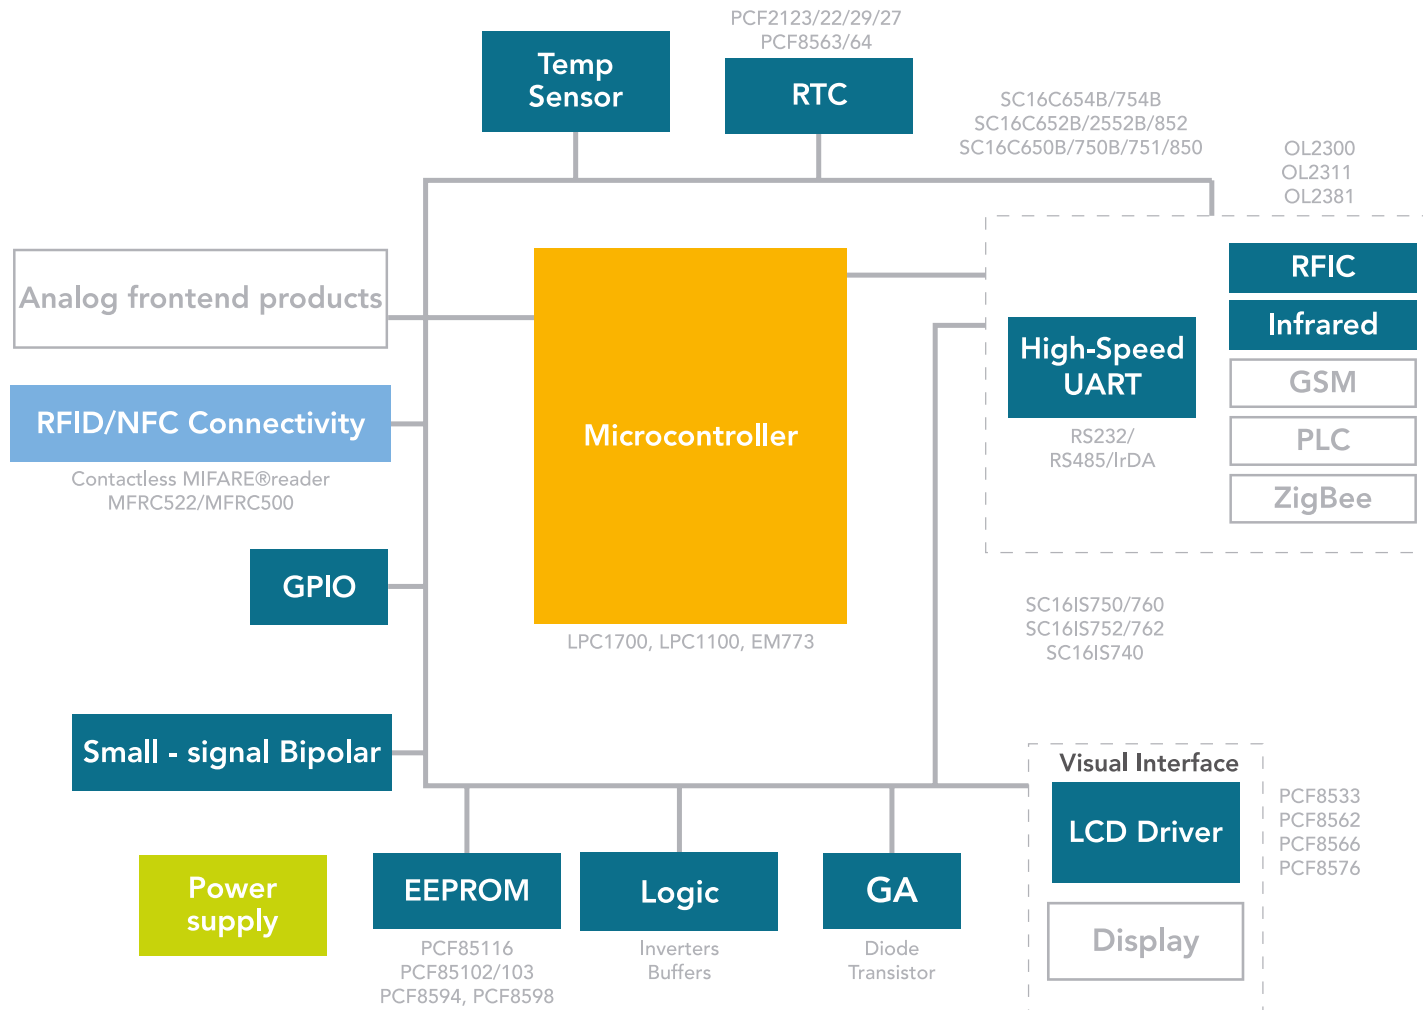 PCF2123/22/29/27
PCF8563/64
Temp
Sensor
RTC
SC16C654B/754B
SC16C652B/2552B/852
SC16C650B/750B/751/850
OL2300
OL2311
OL2381
Analog frontend products
RFID/NFC Connectivity
Contactless MIFARE®reader
MFRC522/MFRC500
GPIO
Small - signal Bipolar
Microcontroller
LPC1700, LPC1100, EM773
High-Speed
UART
RS232/
RS485/lrDA
RFIC
Infrared
GSM
PLC
ZigBee
SC16IS750/760
SC16IS752/762
SC16IS740
Visual Interface
LCD Driver
Display
PCF8533
PCF8562
PCF8566
PCF8576
Power
supply
EEPROM
PCF85116
PCF85102/103
PCF8594, PCF8598
Logic
Inverters
Buffers
GA
Diode
Transistor